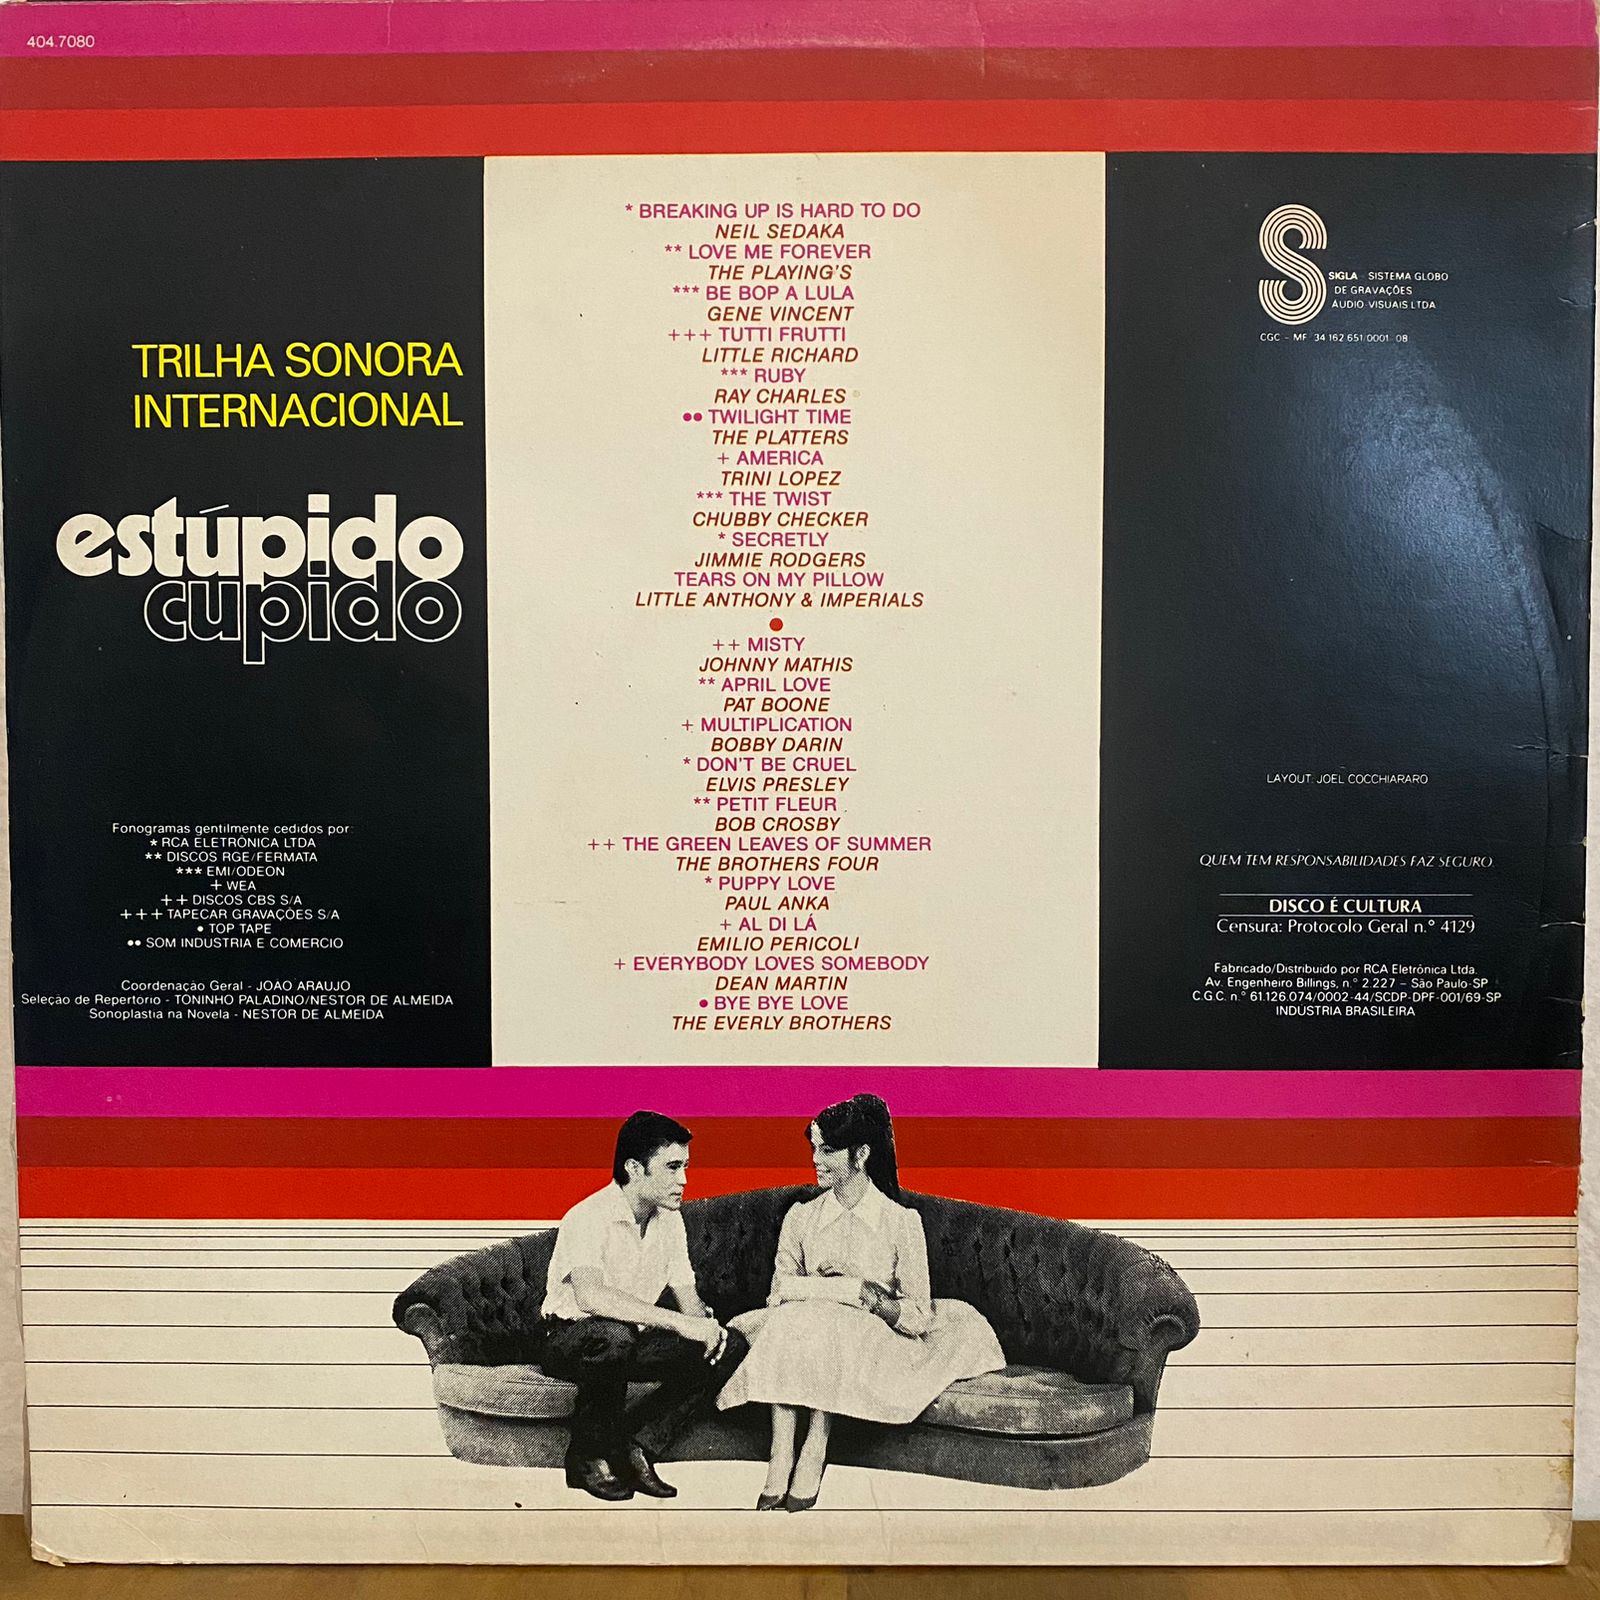 404.7080
TRILHA SONORA
INTERNACIONAL
estúpido
cupido
Fonogramas gentilmente cedidos por:
* RCA ELETRÔNICA LTDA
** DISCOS RGE/FERMATA
*** EMI/ODEON
+ WEA
++ DISCOS CBS S/A
+++ TAPECAR GRAVAÇÕES S/A
• TOP TAPE
•• SOM INDUSTRIA E COMERCIO
Coordenação Geral - JOÃO ARAUJO
Seleção de Repertório - TONINHO PALADINO/NESTOR DE ALMEIDA
Sonoplastia na Novela - NESTOR DE ALMEIDA
* BREAKING UP IS HARD TO DO
NEIL SEDAKA
** LOVE ME FOREVER
THE PLAYING'S
*** BE BOP A LULA
GENE VINCENT
+++ TUTTI FRUTTI
LITTLE RICHARD
*** RUBY
RAY CHARLES
•• TWILIGHT TIME
THE PLATTERS
+ AMERICA
TRINI LOPEZ
*** THE TWIST
CHUBBY CHECKER
* SECRETLY
JIMMIE RODGERS
TEARS ON MY PILLOW
LITTLE ANTHONY & IMPERIALS
++ MISTY
JOHNNY MATHIS
** APRIL LOVE
PAT BOONE
+ MULTIPLICATION
BOBBY DARIN
* DON'T BE CRUEL
ELVIS PRESLEY
** PETIT FLEUR
BOB CROSBY
++ THE GREEN LEAVES OF SUMMER
THE BROTHERS FOUR
* PUPPY LOVE
PAUL ANKA
+ AL DI LÁ
EMILIO PERICOLI
+ EVERYBODY LOVES SOMEBODY
DEAN MARTIN
• BYE BYE LOVE
THE EVERLY BROTHERS
SIGLA - SISTEMA GLOBO
DE GRAVAÇÕES
ÁUDIO-VISUAIS LTDA
CGC - MF 34 162 651/0001 08
LAYOUT: JOEL COCCHIARARO
QUEM TEM RESPONSABILIDADES FAZ SEGURO.
DISCO É CULTURA
Censura: Protocolo Geral n.º 4129
Fabricado/Distribuido por RCA Eletrônica Ltda.
Av. Engenheiro Billings, n.º 2.227 - São Paulo-SP
C.G.C. n.º 61.126.074/0002-44/SCDP-DPF-001/69-SP
INDUSTRIA BRASILEIRA